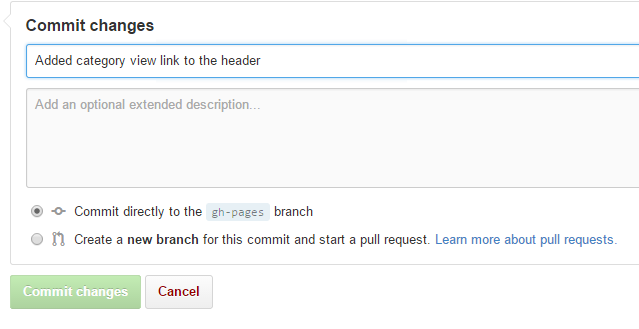 Commit changes
Added category view link to the header
Add an optional extended description...
Commit directly to the gh-pages branch
Create a new branch for this commit and start a pull request. Learn more about pull requests.
Commit changes Cancel